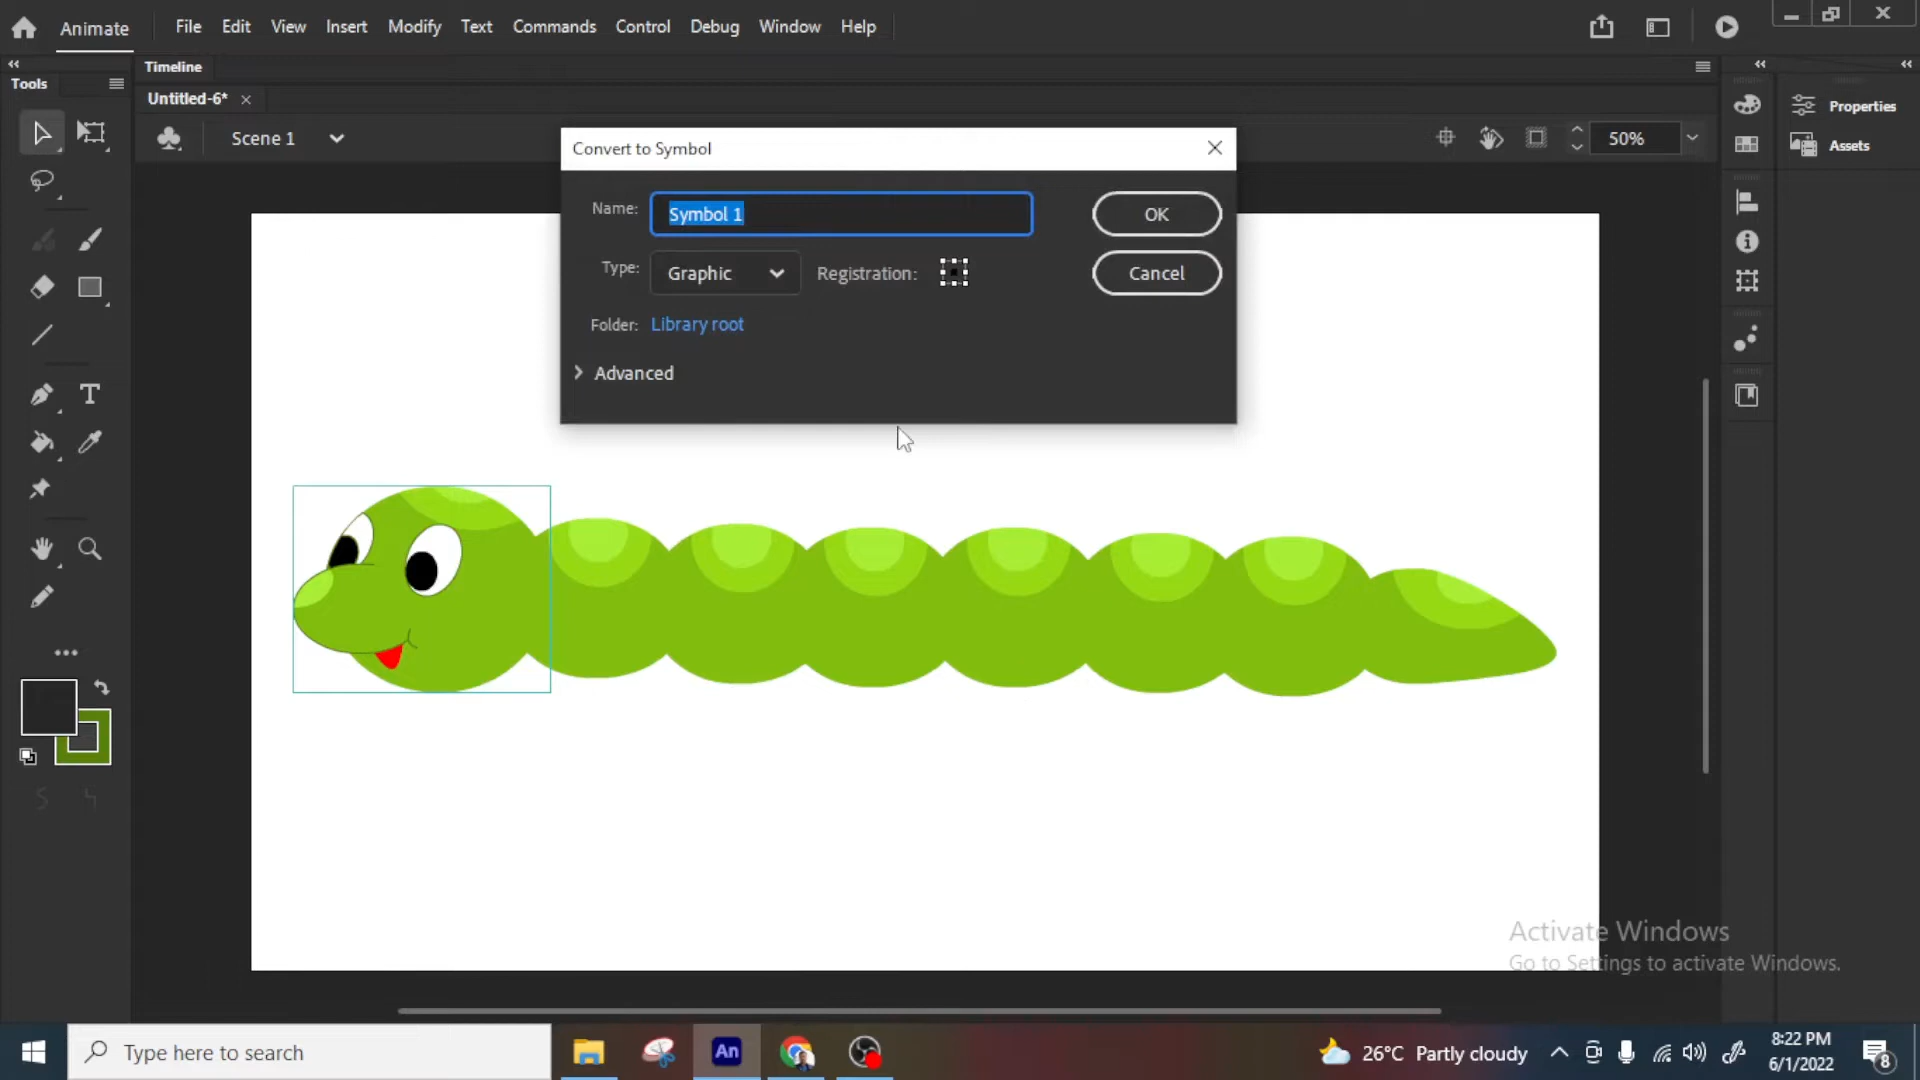 Animate File Edit View Insert Modify Text Commands Control Debug Window Help
Tools
Timeline
Untitled-6*
Scene 1
50%
Properties
Assets
Convert to Symbol
Name: Symbol 1
OK
Type: Graphic Registration:
Cancel
Folder: Library root
Advanced
T
Activate Windows
Go to Settings to activate Windows.
Type here to search
An
26°C Partly cloudy
8:22 PM
6/1/2022
8